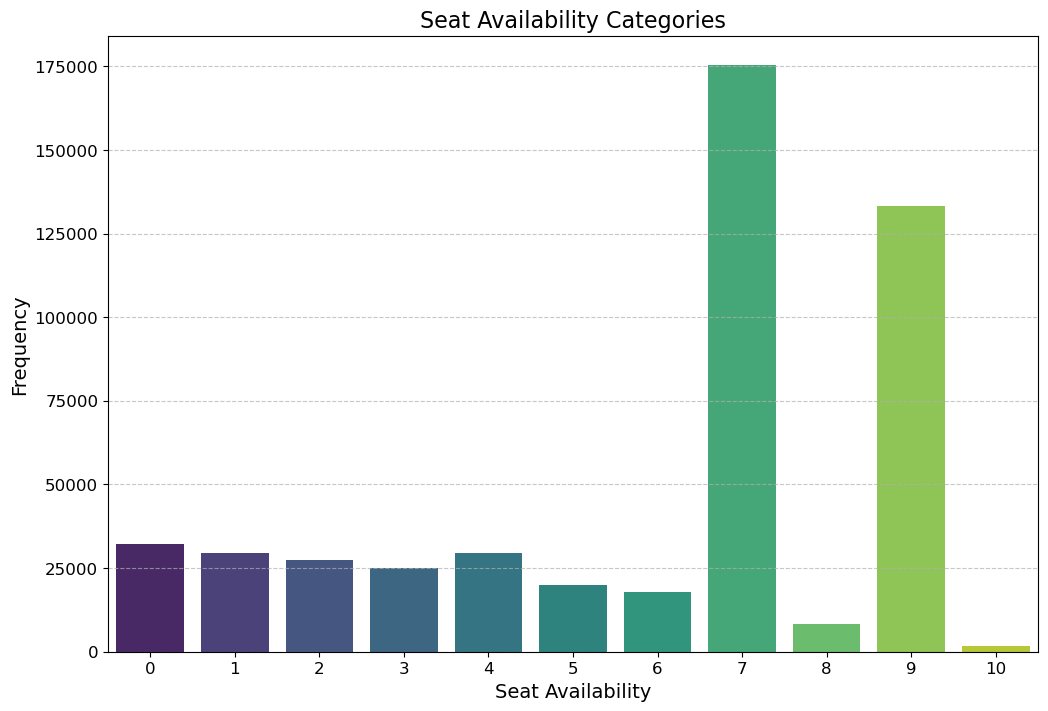 Seat Availability Categories
175000
150000
125000
100000
75000
50000
25000
0
Frequency
0 1 2 3 4 5 6 7 8 9 10
Seat Availability